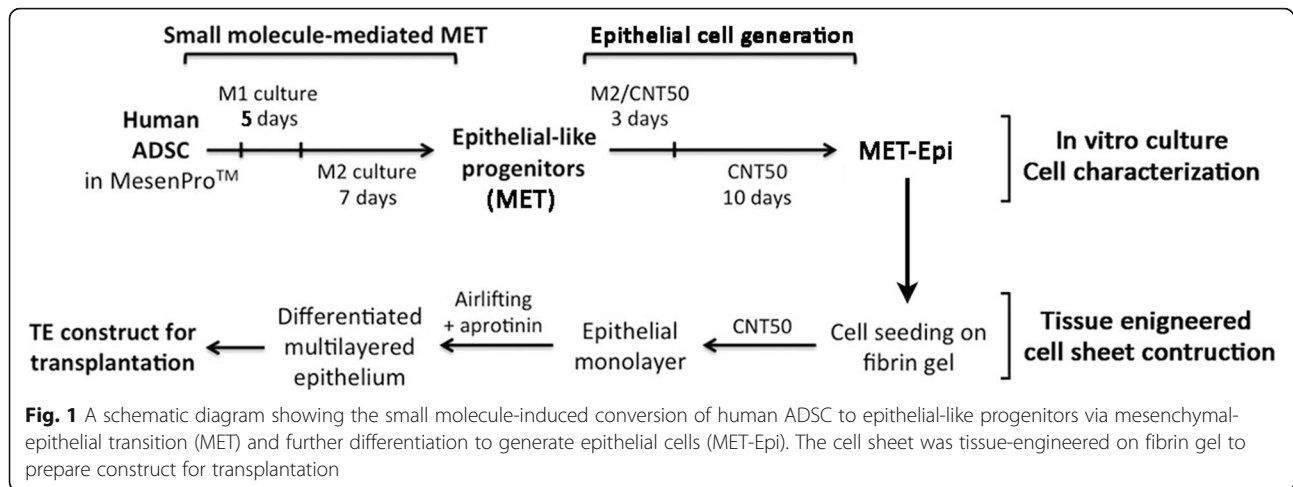 Small molecule-mediated MET
Epithelial cell generation
M1 culture
5 days
M2/CNT50
3 days
Human
ADSC
in MesenPro™
Epithelial-like
progenitors
(MET)
MET-Epi
In vitro culture
Cell characterization
M2 culture
7 days
CNT50
10 days
TE construct for
transplantation
Differentiated
multilayered
epithelium
Airlifting
+ aprotinin
Epithelial
monolayer
CNT50
Cell seeding on
fibrin gel
Tissue enigneered
cell sheet contruction
Fig. 1 A schematic diagram showing the small molecule-induced conversion of human ADSC to epithelial-like progenitors via mesenchymal-
epithelial transition (MET) and further differentiation to generate epithelial cells (MET-Epi). The cell sheet was tissue-engineered on fibrin gel to
prepare construct for transplantation